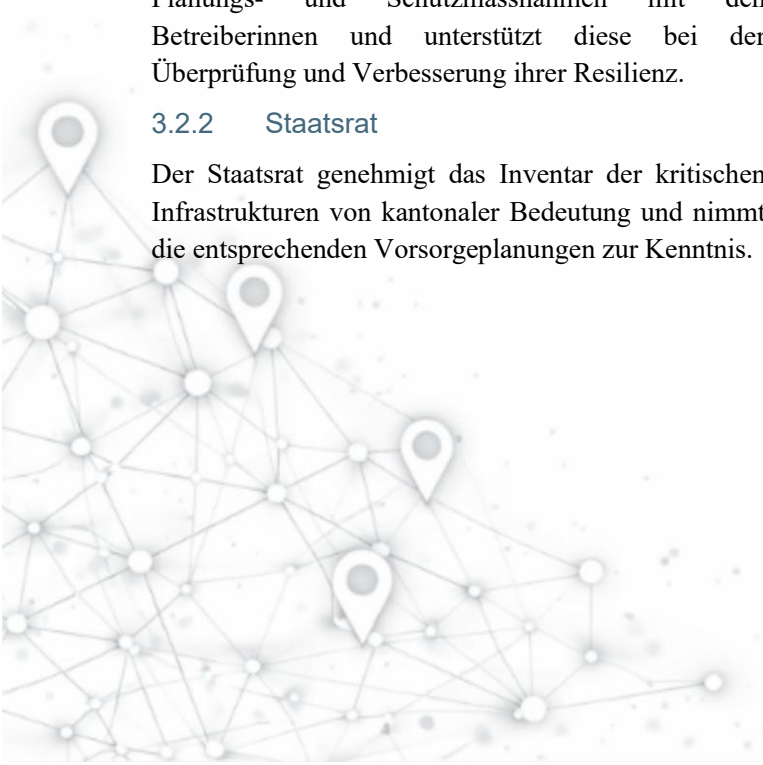 Planungs- und Schutzmassnahmen mit den
Betreiberinnen und unterstützt diese bei der
Überprüfung und Verbesserung ihrer Resilienz.
3.2.2 Staatsrat
Der Staatsrat genehmigt das Inventar der kritischen
Infrastrukturen von kantonaler Bedeutung und nimmt
die entsprechenden Vorsorgeplanungen zur Kenntnis.